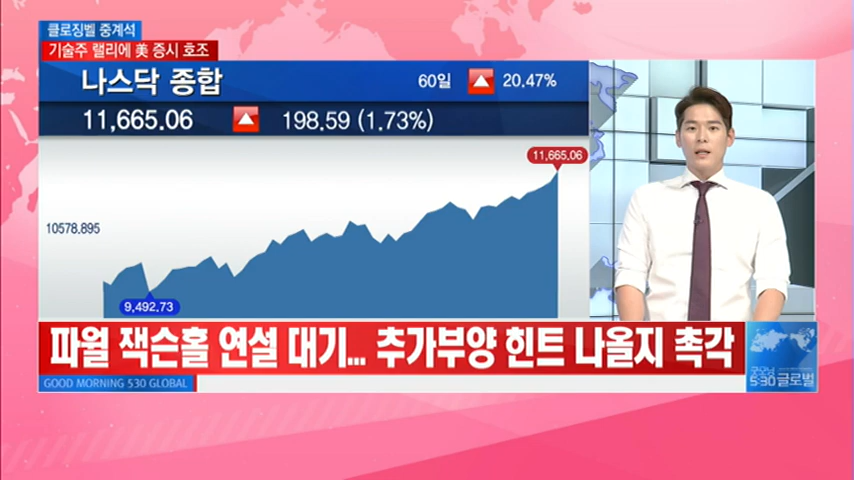 클로징벨 중계석
기술주 랠리에 美 증시 호조
나스닥 종합
60일 20.47%
11,665.06 198.59 (1.73%)
11,665.06
10578.895
9,492.73
파월 잭슨홀 연설 대기... 추가부양 힌트 나올지 촉각
GOOD MORNING 530 GLOBAL
굿모닝
5:30 글로벌